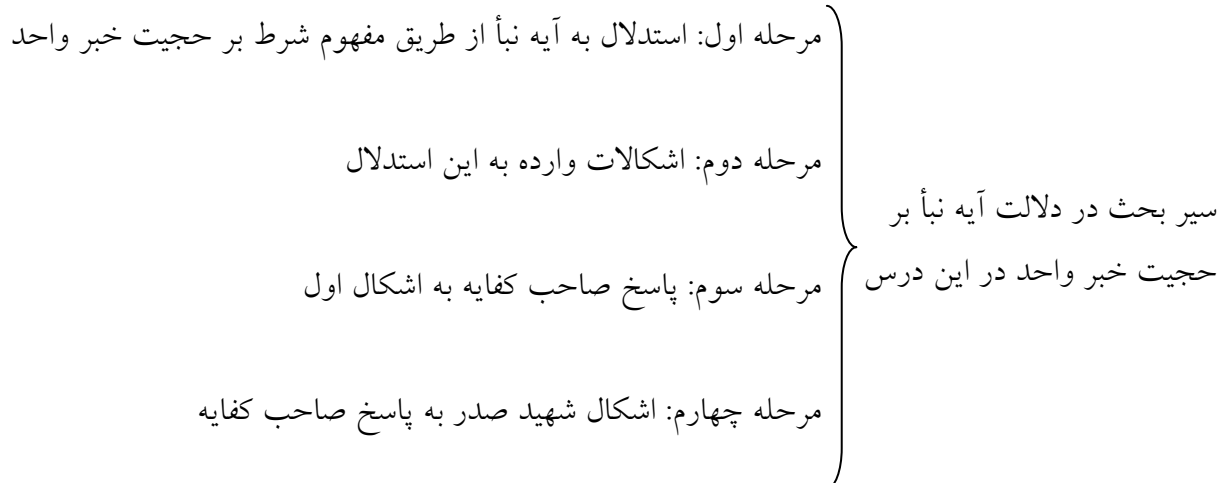 سیر بحث در دلالت آیه نبأ بر
حجیت خبر واحد در این درس
مرحله اول: استدلال به آیه نبأ از طریق مفهوم شرط بر حجیت خبر واحد
مرحله دوم: اشکالات وارده به این استدلال
مرحله سوم: پاسخ صاحب کفایه به اشکال اول
مرحله چهارم: اشکال شهید صدر به پاسخ صاحب کفایه